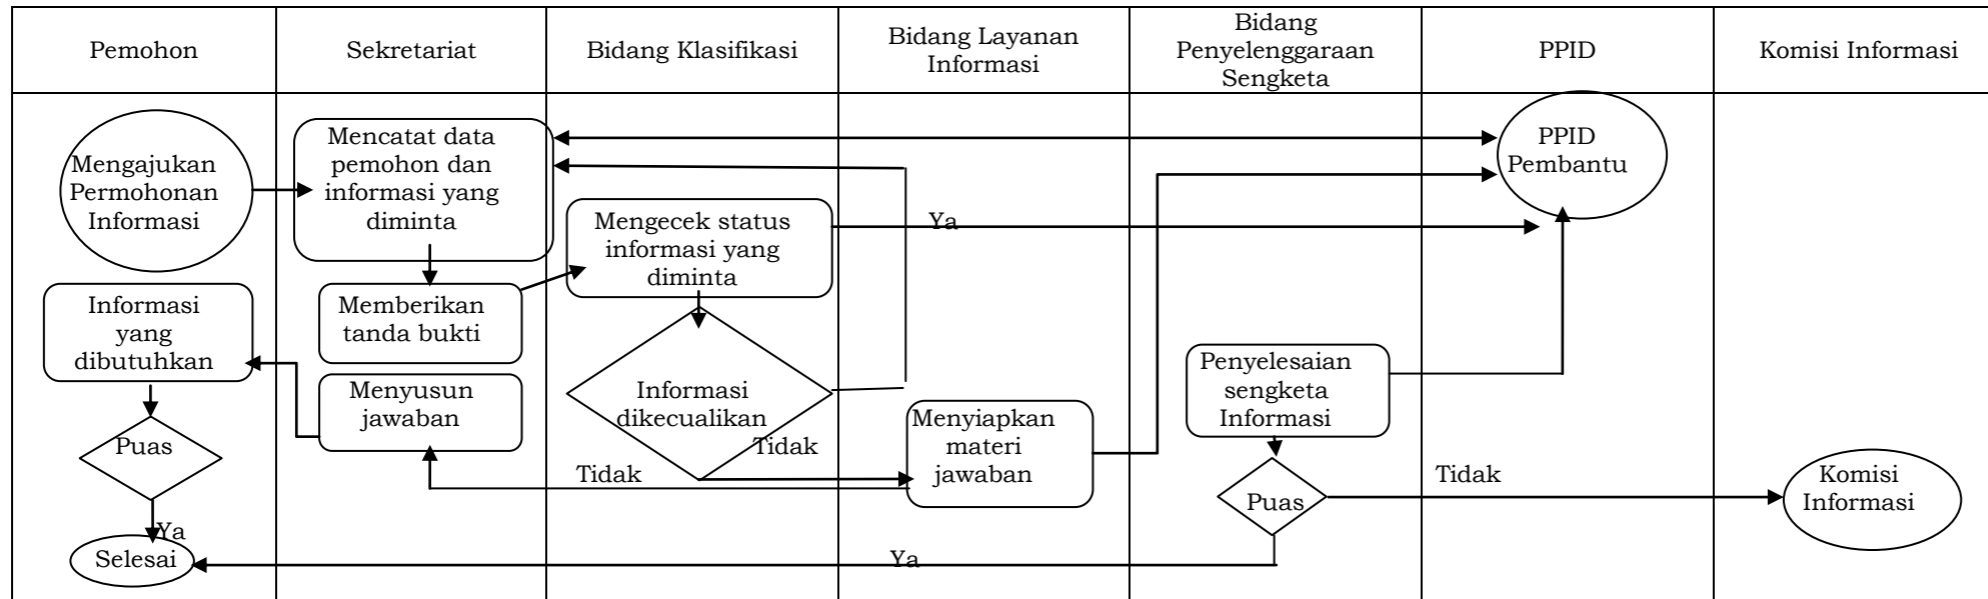 Pemohon
Sekretariat
Bidang Klasifikasi
Bidang Layanan
Informasi
Bidang
Penyelenggaraan
Sengketa
PPID
Komisi Informasi
Mengajukan
Permohonan
Informasi
Mencatat data
pemohon dan
informasi yang
diminta
PPID
Pembantu
Mengecek status
informasi yang
diminta
Ya
Informasi
yang
dibutuhkan
Memberikan
tanda bukti
Menyusun
jawaban
Informasi
dikecualikan
Tidak
Tidak
Menyiapkan
materi
jawaban
Penyelesaian
sengketa
Informasi
Puas
Puas
Tidak
Komisi
Informasi
Ya
Selesai
Ya